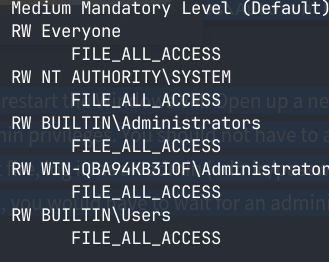 Medium Mandatory Level (Default)
RW Everyone
FILE_ALL_ACCESS
RW NT AUTHORITY\SYSTEM
FILE_ALL_ACCESS
RW BUILTIN\Administrators
FILE_ALL_ACCESS
RW WIN-QBA94KB3IOF\Administrator
FILE_ALL_ACCESS
RW BUILTIN\Users
FILE_ALL_ACCESS